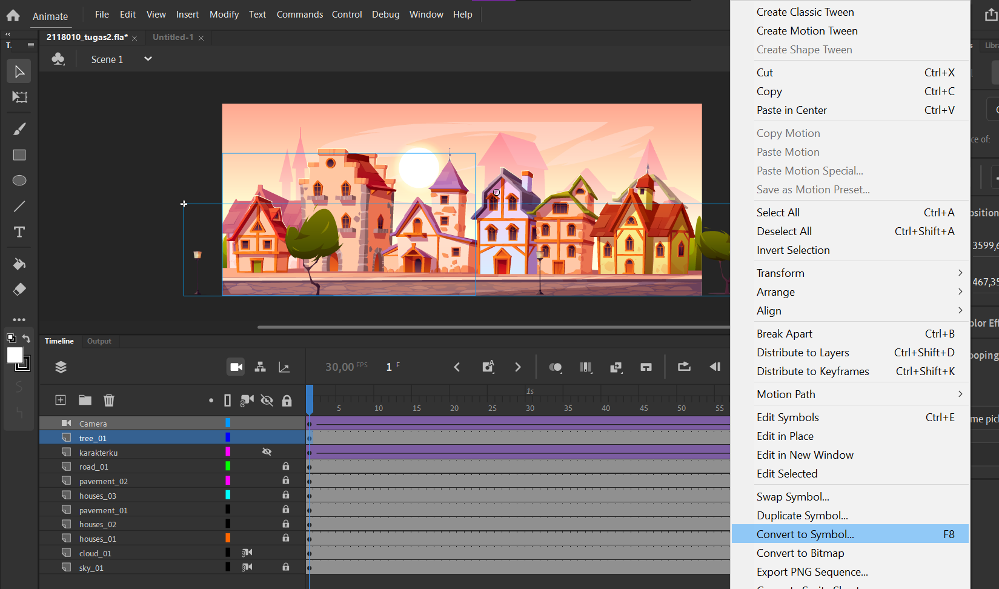 Animate
File Edit View Insert Modify Text Commands Control Debug Window Help
2118010_tugas2.fla*
Untitled-1
T.
Scene 1
Create Classic Tween
Create Motion Tween
Create Shape Tween
Cut Ctrl+X
Copy Ctrl+C
Paste in Center Ctrl+V
Copy Motion
Paste Motion
Paste Motion Special...
Save as Motion Preset...
Select All Ctrl+A
Deselect All Ctrl+Shift+A
Invert Selection
Transform
Arrange
Align
Break Apart Ctrl+B
Distribute to Layers Ctrl+Shift+D
Distribute to Keyframes Ctrl+Shift+K
Motion Path
Edit Symbols Ctrl+E
Edit in Place
Edit in New Window
Edit Selected
Swap Symbol...
Duplicate Symbol...
Convert to Symbol... F8
Convert to Bitmap
Export PNG Sequence...
ce of:
osition
3599,6
467,35
olor Eff
ooping
me pic
Timeline Output
30,00 FPS 1 F
1s
5 10 15 20 25 30 35 40 45 50 55
Camera
tree_01
karakterku
road_01
pavement_02
houses_03
pavement_01
houses_02
houses_01
cloud_01
sky_01